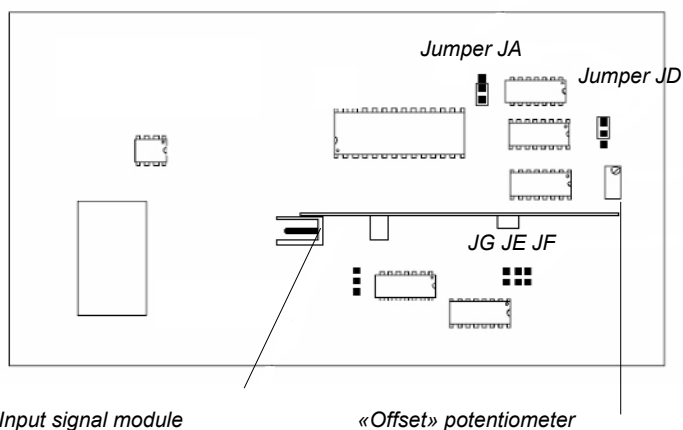 Jumper JA
Jumper JD
JG JE JF
Input signal module
«Offset» potentiometer